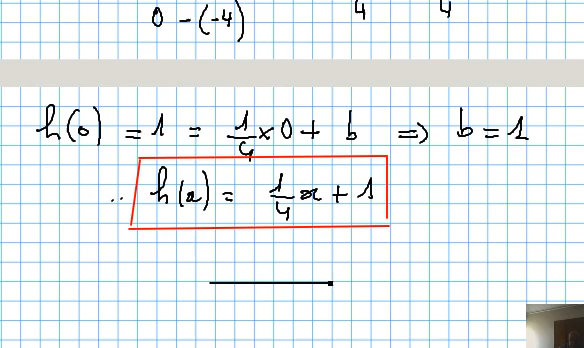 0 - (-4) 4 4
h(0) = 1 = 1/4 × 0 + b => b = 1
.. h(x) = 1/4 x + 1